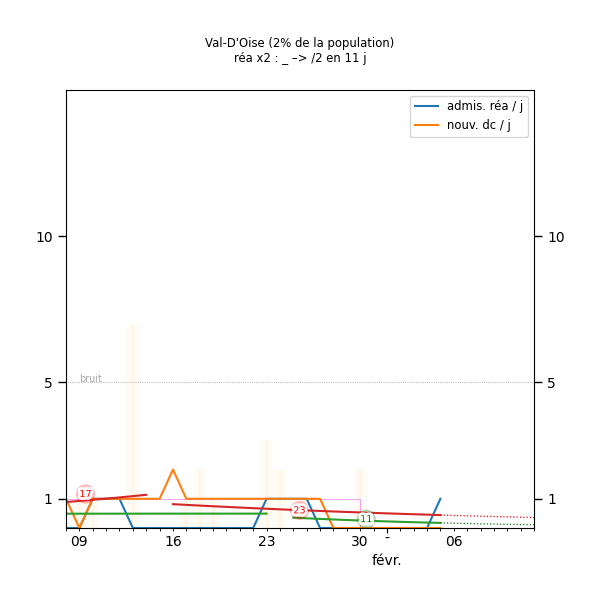 Val-D'Oise (2% de la population)
réa x2 : _ –> /2 en 11 j
admis. réa / j
nouv. dc / j
10 10
5 5
bruit
1 1
17
23
11
09 16 23 30 - 06
févr.